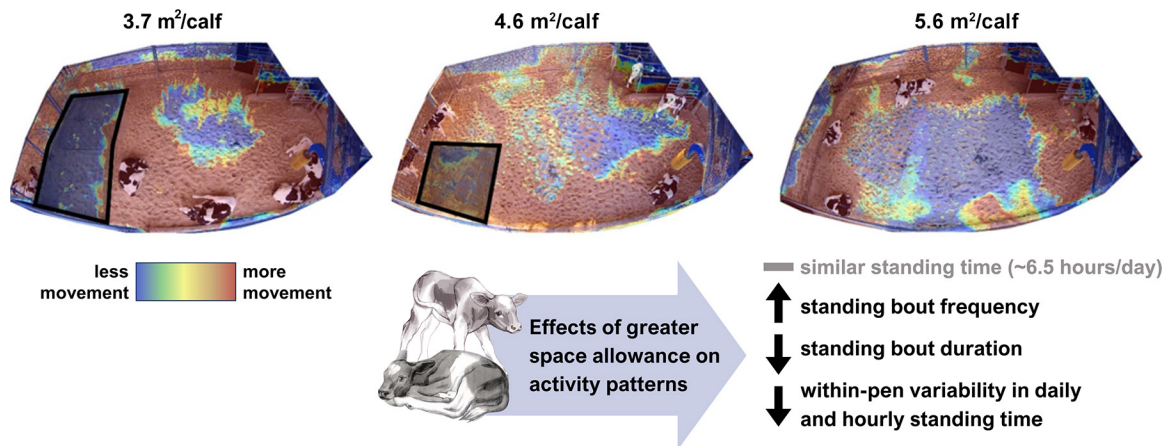 3.7 m²/calf
4.6 m²/calf
5.6 m²/calf
less
movement
more
movement
Effects of greater
space allowance on
activity patterns
similar standing time (~6.5 hours/day)
standing bout frequency
standing bout duration
within-pen variability in daily
and hourly standing time